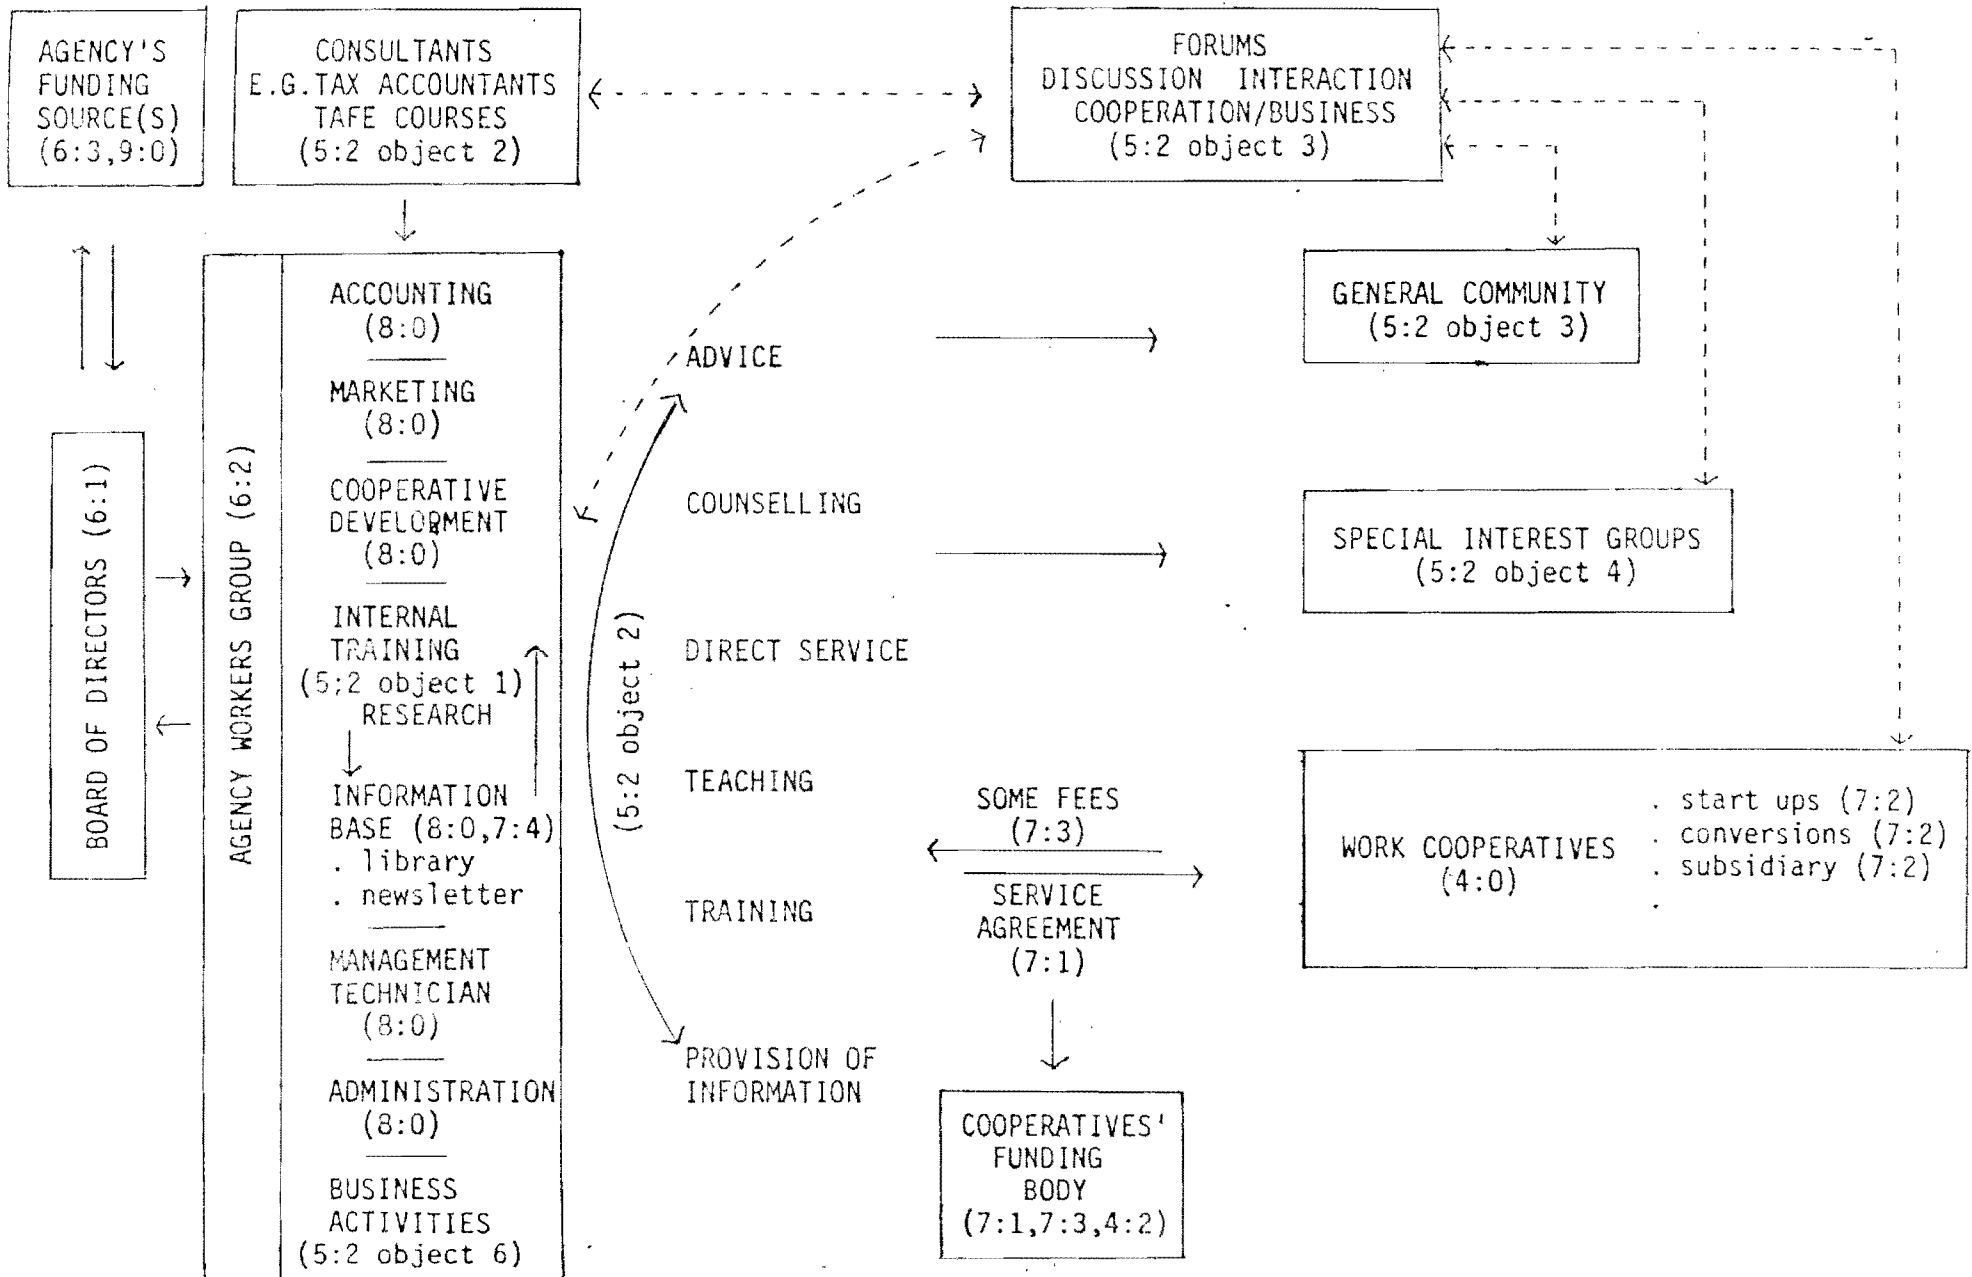 AGENCY'S
FUNDING
SOURCE(S)
(6:3,9:0)
CONSULTANTS
E.G.TAX ACCOUNTANTS
TAFE COURSES
(5:2 object 2)
FORUMS
DISCUSSION INTERACTION
COOPERATION/BUSINESS
(5:2 object 3)
BOARD OF DIRECTORS (6:1)
AGENCY WORKERS GROUP (6:2)
ACCOUNTING
(8:0)
MARKETING
(8:0)
COOPERATIVE
DEVELOPMENT
(8:0)
INTERNAL
TRAINING
(5;2 object 1)
RESEARCH
INFORMATION
BASE (8:0,7:4)
. library
. newsletter
MANAGEMENT
TECHNICIAN
(8:0)
ADMINISTRATION
(8:0)
BUSINESS
ACTIVITIES
(5:2 object 6)
(5:2 object 2)
ADVICE
COUNSELLING
DIRECT SERVICE
TEACHING
TRAINING
PROVISION OF
INFORMATION
SOME FEES
(7:3)
SERVICE
AGREEMENT
(7:1)
COOPERATIVES'
FUNDING
BODY
(7:1,7:3,4:2)
GENERAL COMMUNITY
(5:2 object 3)
SPECIAL INTEREST GROUPS
(5:2 object 4)
WORK COOPERATIVES
(4:0)
. start ups (7:2)
. conversions (7:2)
. subsidiary (7:2)
.